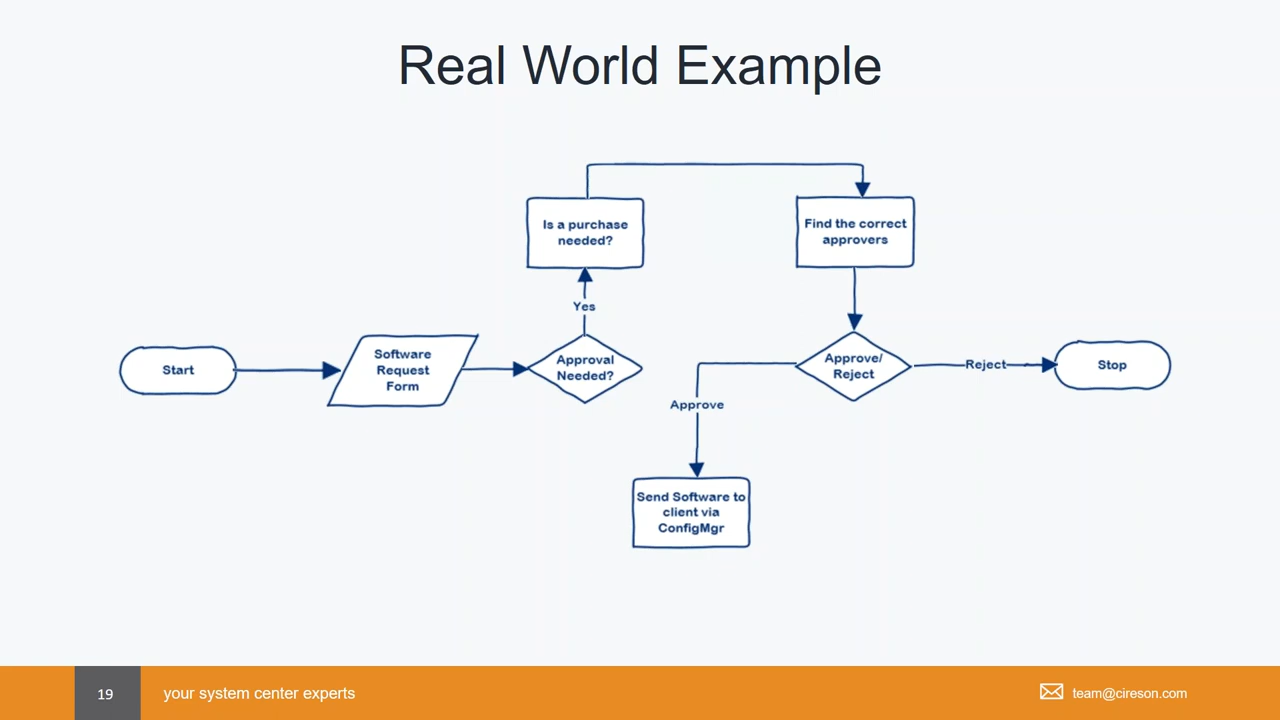 Real World Example
Is a purchase
needed?
Find the correct
approvers
Yes
Start
Software
Request
Form
Approval
Needed?
Approve/
Reject
Reject
Stop
Approve
Send Software to
client via
ConfigMgr
19
your system center experts
team@cireson.com